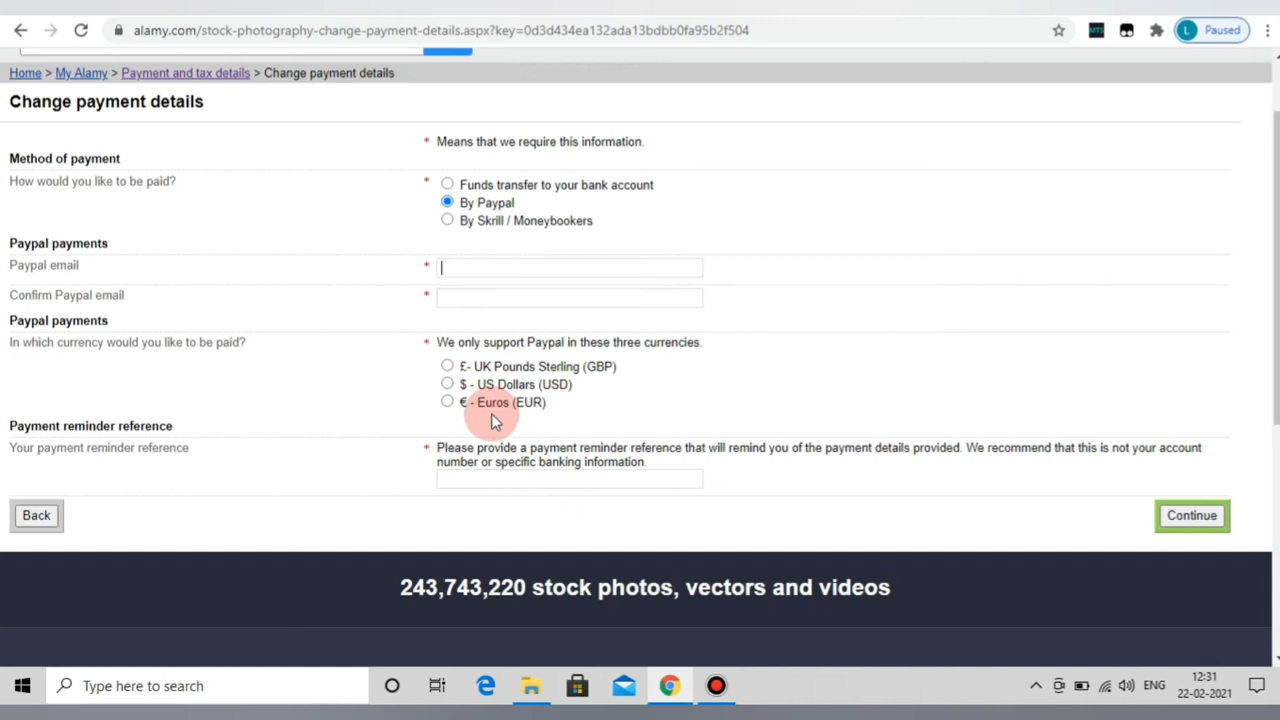 alamy.com/stock-photography-change-payment-details.aspx?key=0d3d434ea132ada13bdbb0fa95b2f504
MTS
L Paused
Home > My Alamy > Payment and tax details > Change payment details
Change payment details
* Means that we require this information.
Method of payment
How would you like to be paid?
* Funds transfer to your bank account
By Paypal
By Skrill / Moneybookers
Paypal payments
Paypal email *
Confirm Paypal email *
Paypal payments
In which currency would you like to be paid? * We only support Paypal in these three currencies.
£- UK Pounds Sterling (GBP)
$ - US Dollars (USD)
€ - Euros (EUR)
Payment reminder reference
Your payment reminder reference * Please provide a payment reminder reference that will remind you of the payment details provided. We recommend that this is not your account
number or specific banking information.
Back
Continue
243,743,220 stock photos, vectors and videos
Type here to search
ENG
12:31
22-02-2021